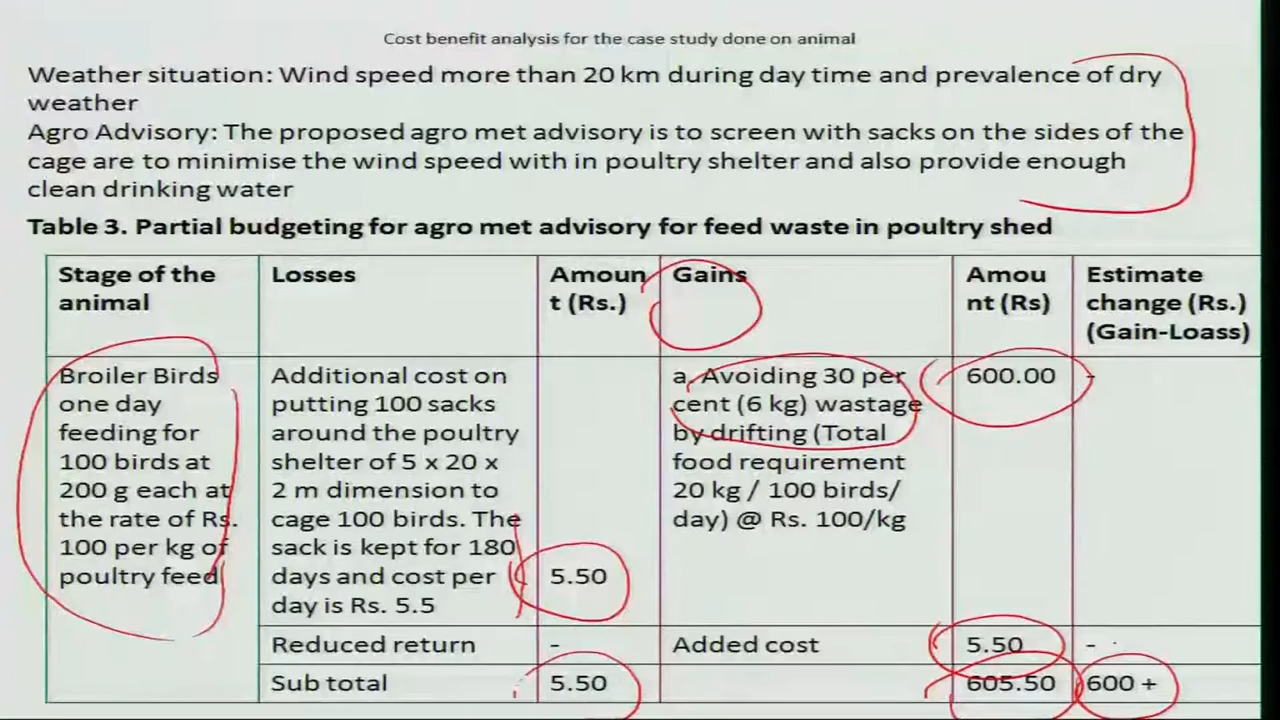 Cost benefit analysis for the case study done on animal
Weather situation: Wind speed more than 20 km during day time and prevalence of dry
weather
Agro Advisory: The proposed agro met advisory is to screen with sacks on the sides of the
cage are to minimise the wind speed with in poultry shelter and also provide enough
clean drinking water
Table 3. Partial budgeting for agro met advisory for feed waste in poultry shed
Stage of the
animal
Losses
Amoun
t (Rs.)
Gains
Amou
nt (Rs)
Estimate
change (Rs.)
(Gain-Loass)
Broiler Birds
one day
feeding for
100 birds at
200 g each at
the rate of Rs.
100 per kg of
poultry feed
Additional cost on
putting 100 sacks
around the poultry
shelter of 5 x 20 x
2 m dimension to
cage 100 birds. The
sack is kept for 180
days and cost per
day is Rs. 5.5
5.50
a. Avoiding 30 per
cent (6 kg) wastage
by drifting (Total
food requirement
20 kg / 100 birds/
day) @ Rs. 100/kg
600.00
-
Reduced return
-
Added cost
5.50
-
Sub total
5.50
605.50
600 +